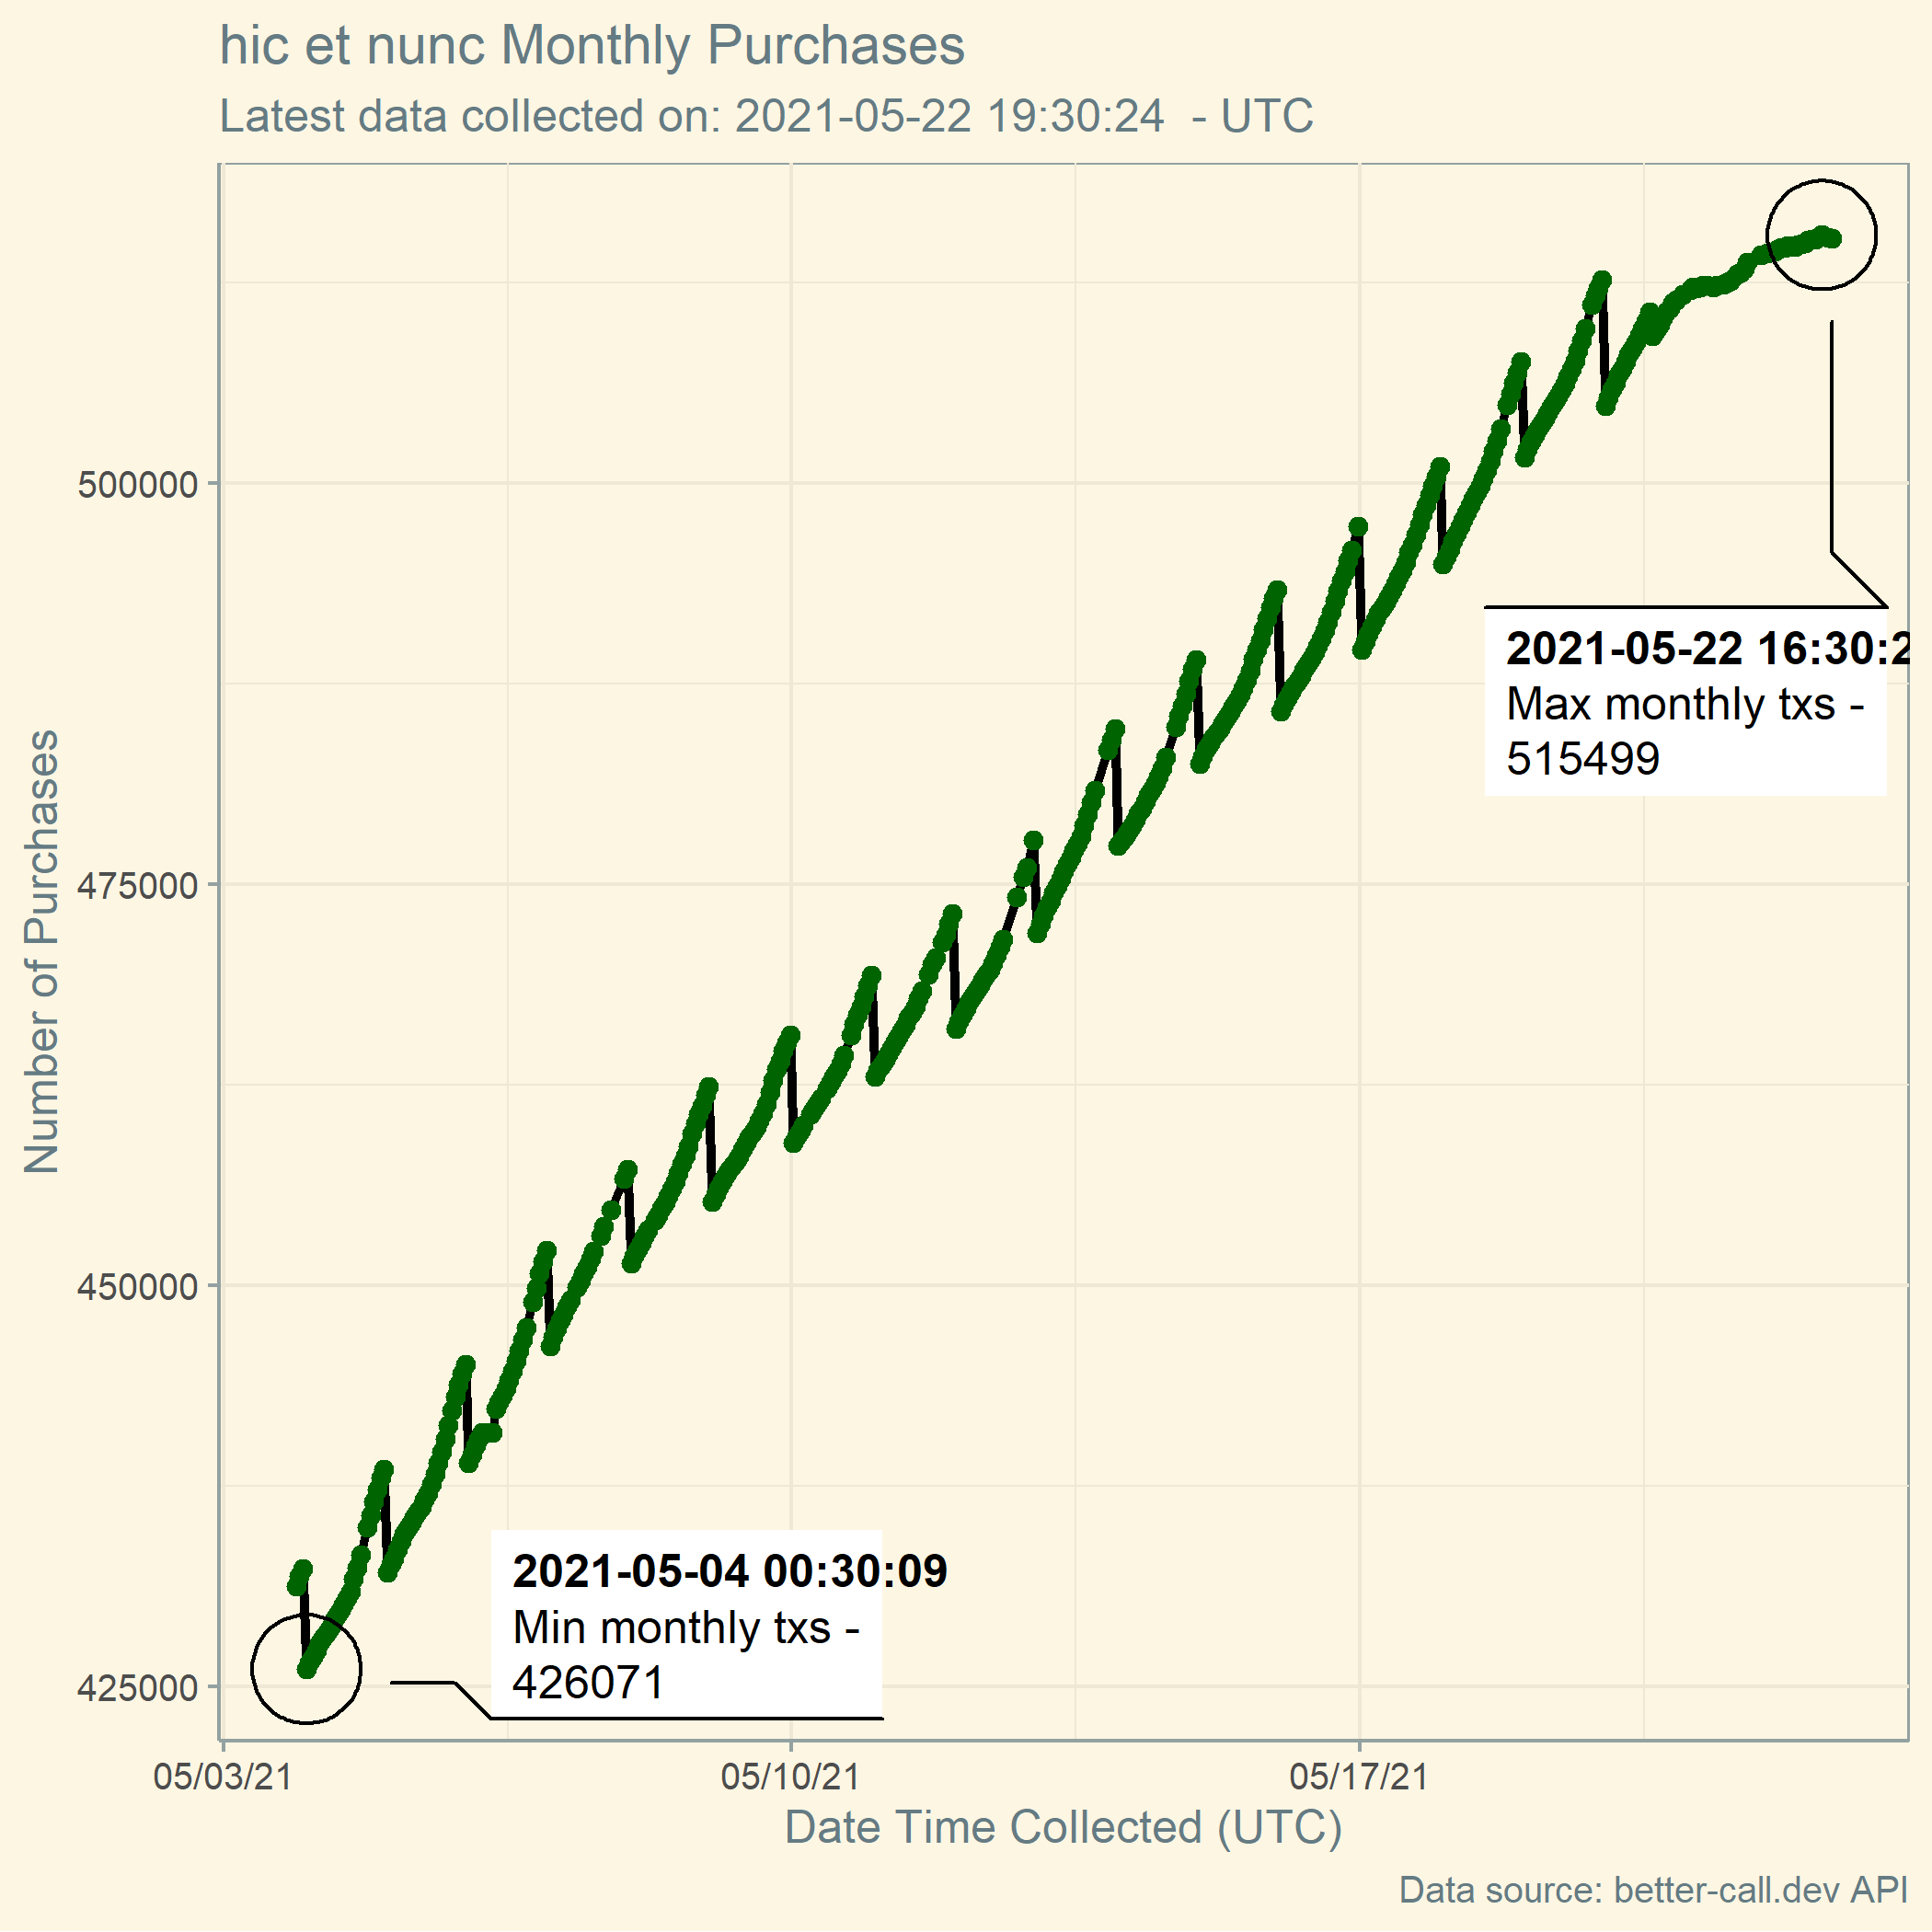 hic et nunc Monthly Purchases
Latest data collected on: 2021-05-22 19:30:24  - UTC
Number of Purchases
500000
475000
450000
425000
2021-05-22 16:30:2
Max monthly txs -
515499
2021-05-04 00:30:09
Min monthly txs -
426071
05/03/21
05/10/21
05/17/21
Date Time Collected (UTC)
Data source: better-call.dev API